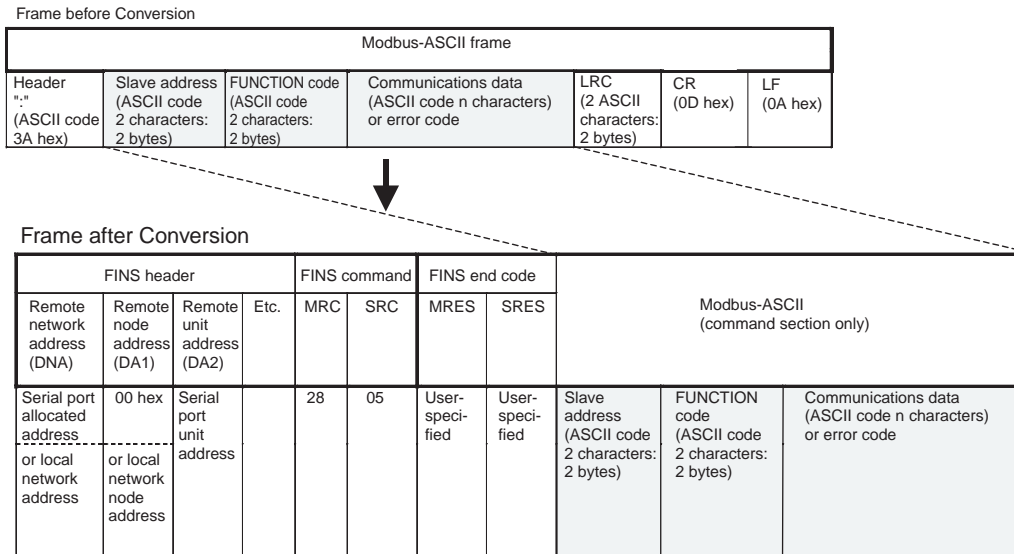 Frame before Conversion
Modbus-ASCII frame
Header
":"
(ASCII code
3A hex)
Slave address
(ASCII code
2 characters:
2 bytes)
FUNCTION code
(ASCII code
2 characters:
2 bytes)
Communications data
(ASCII code n characters)
or error code
LRC
(2 ASCII
characters:
2 bytes)
CR
(0D hex)
LF
(0A hex)
Frame after Conversion
FINS header
FINS command
FINS end code
Modbus-ASCII
(command section only)
Remote
network
address
(DNA)
Remote
node
address
(DA1)
Remote
unit
address
(DA2)
Etc.
MRC
SRC
MRES
SRES
Serial port
allocated
address
or local
network
address
00 hex
or local
network
node
address
Serial
port
unit
address
28
05
User-
speci-
fied
User-
speci-
fied
Slave
address
(ASCII code
2 characters:
2 bytes)
FUNCTION
code
(ASCII code
2 characters:
2 bytes)
Communications data
(ASCII code n characters)
or error code